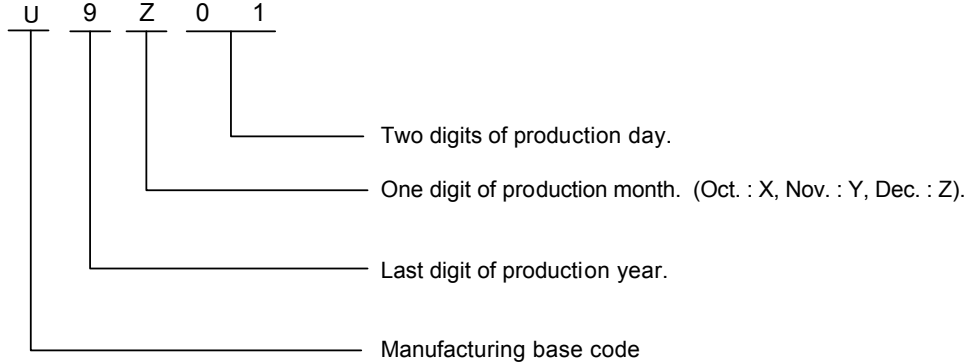 U 9 Z 0 1
Two digits of production day.
One digit of production month. (Oct. : X, Nov. : Y, Dec. : Z).
Last digit of production year.
Manufacturing base code